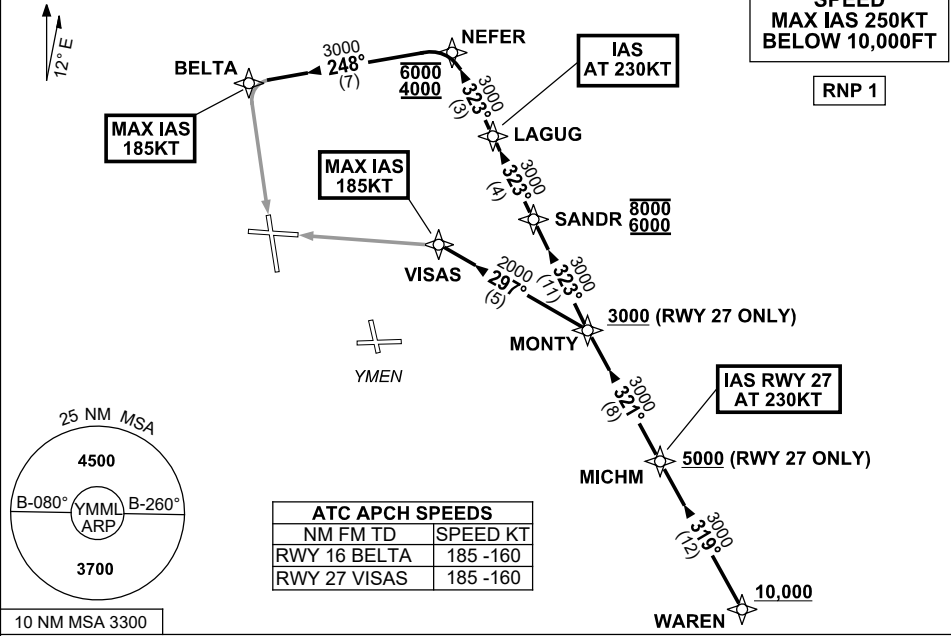 SPEED
MAX IAS 250KT
BELOW 10,000FT
RNP 1
12° E
NEFER
6000
4000
3000
248°
(7)
BELTA
MAX IAS
185KT
IAS
AT 230KT
3000
323°
(3)
LAGUG
3000
323°
(4)
SANDR
8000
6000
MAX IAS
185KT
VISAS
2000
297°
(5)
3000
323°
(11)
MONTY
3000 (RWY 27 ONLY)
YMEN
3000
321°
(8)
IAS RWY 27
AT 230KT
MICHM
5000 (RWY 27 ONLY)
3000
319°
(12)
WAREN
10,000
25 NM MSA
4500
B-080°
YMML
ARP
B-260°
3700
10 NM MSA 3300
ATC APCH SPEEDS
NM FM TD SPEED KT
RWY 16 BELTA 185 -160
RWY 27 VISAS 185 -160